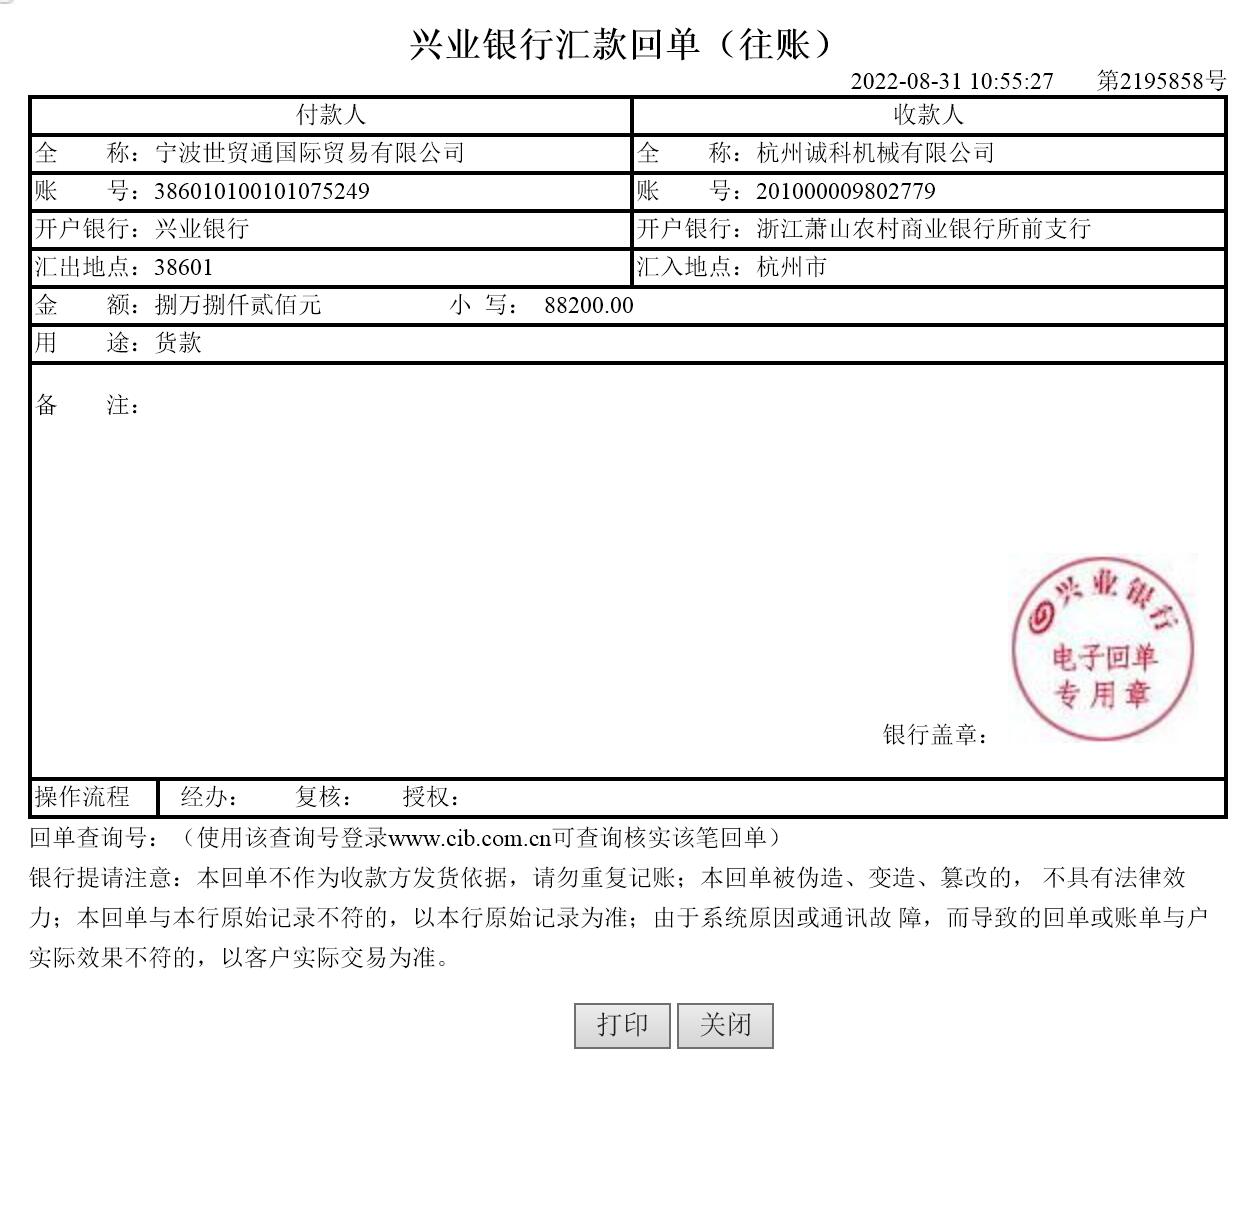 兴业银行汇款回单（往账）
2022-08-31 10:55:27 第2195858号
付款人 收款人
全 称：宁波世贸通国际贸易有限公司 全 称：杭州诚科机械有限公司
账 号：386010100101075249 账 号：201000009802779
开户银行：兴业银行 开户银行：浙江萧山农村商业银行所前支行
汇出地点：38601 汇入地点：杭州市
金 额：捌万捌仟贰佰元 小 写： 88200.00
用 途：货款
备 注：
兴业银行
电子回单
专用章
银行盖章：
操作流程 经办： 复核： 授权：
回单查询号：（使用该查询号登录www.cib.com.cn可查询核实该笔回单）
银行提请注意：本回单不作为收款方发货依据，请勿重复记账；本回单被伪造、变造、篡改的， 不具有法律效
力；本回单与本行原始记录不符的，以本行原始记录为准；由于系统原因或通讯故 障，而导致的回单或账单与户
实际效果不符的，以客户实际交易为准。
打印 关闭